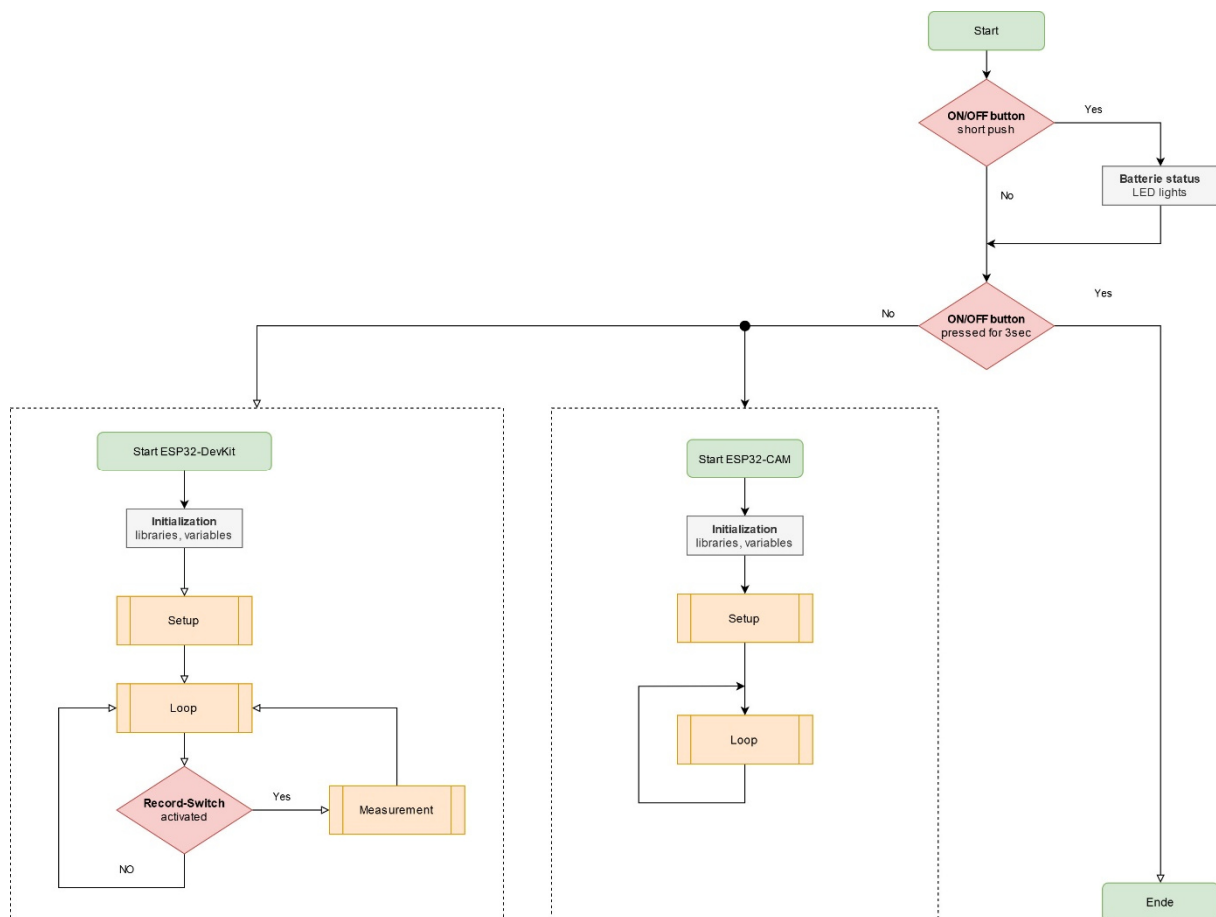 Start
ON/OFF button
short push
Yes
Batterie status
LED lights
No
ON/OFF button
pressed for 3sec
Yes
No
Start ESP32-DevKit
Initialization
libraries, variables
Setup
Loop
Record-Switch
activated
Yes
Measurement
NO
Start ESP32-CAM
Initialization
libraries, variables
Setup
Loop
Ende